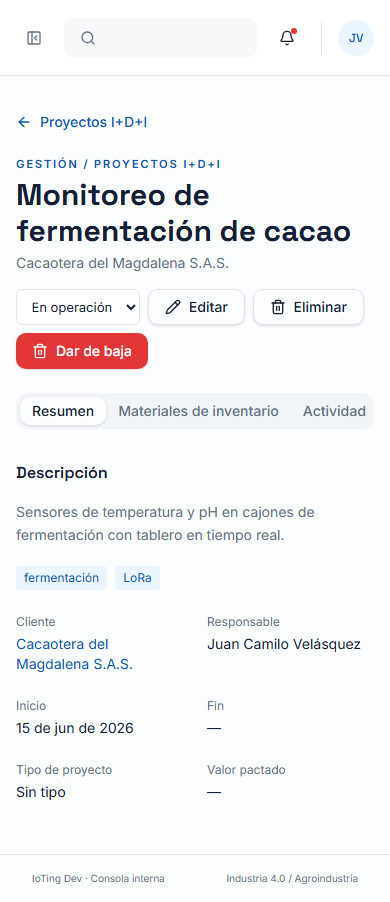 JV
Proyectos I+D+I
GESTIÓN / PROYECTOS I+D+I
Monitoreo de
fermentación de cacao
Cacaotera del Magdalena S.A.S.
En operación
Editar
Eliminar
Dar de baja
Resumen
Materiales de inventario
Actividad
Descripción
Sensores de temperatura y pH en cajones de
fermentación con tablero en tiempo real.
fermentación
LoRa
Cliente
Responsable
Cacaotera del
Magdalena S.A.S.
Juan Camilo Velásquez
Inicio
Fin
15 de jun de 2026
—
Tipo de proyecto
Valor pactado
Sin tipo
—
IoTing Dev · Consola interna
Industria 4.0 / Agroindustria